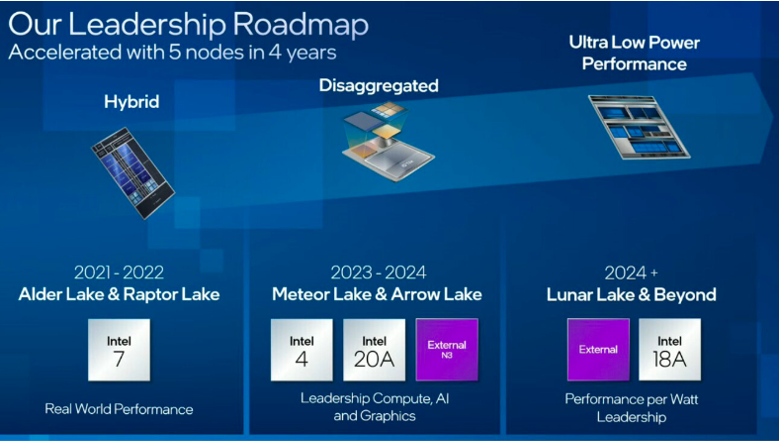 Our Leadership Roadmap
Accelerated with 5 nodes in 4 years
Hybrid
Disaggregated
Ultra Low Power
Performance
2021 - 2022
Alder Lake & Raptor Lake
Intel
7
Real World Performance
2023 - 2024
Meteor Lake & Arrow Lake
Intel
4
Intel
20A
External
N3
Leadership Compute, AI
and Graphics
2024 +
Lunar Lake & Beyond
External
Intel
18A
Performance per Watt
Leadership